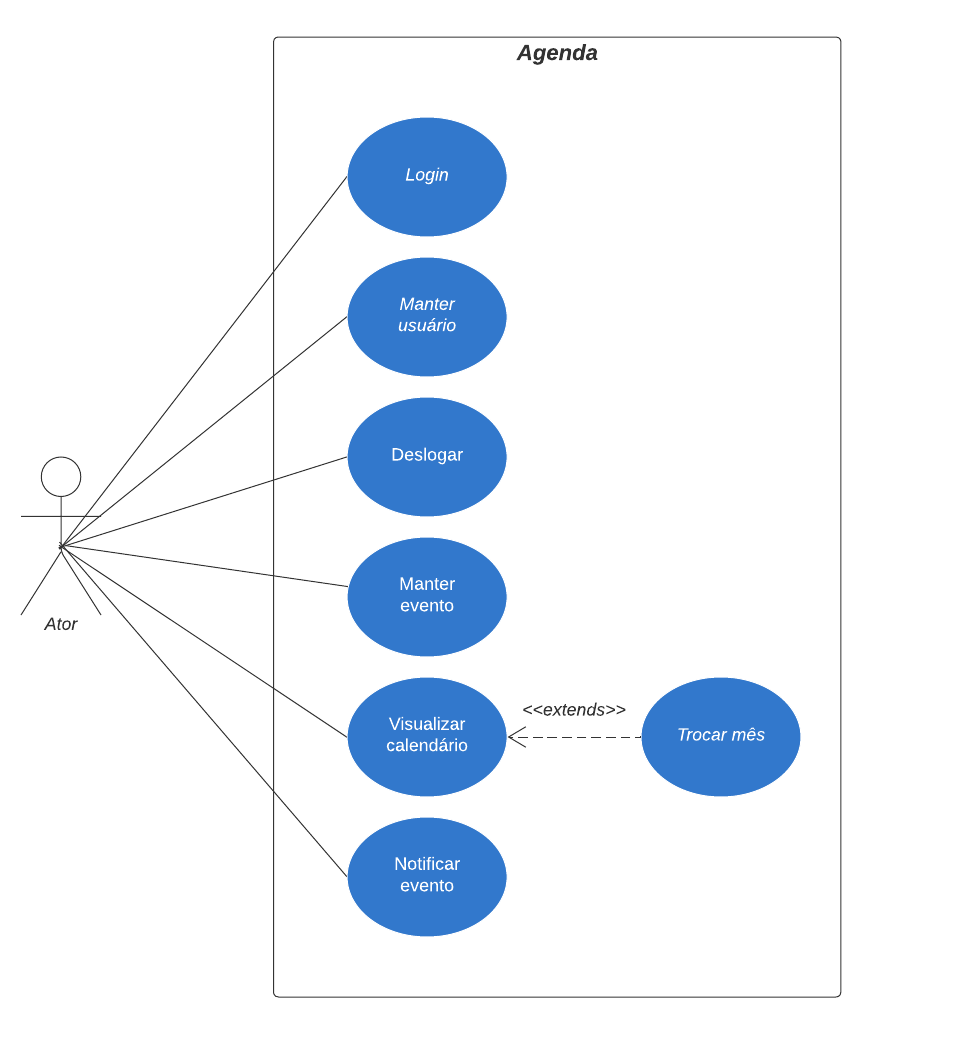 Agenda
Login
Manter
usuário
Deslogar
Manter
evento
Ator
Visualizar
calendário
<<extends>>
Trocar mês
Notificar
evento